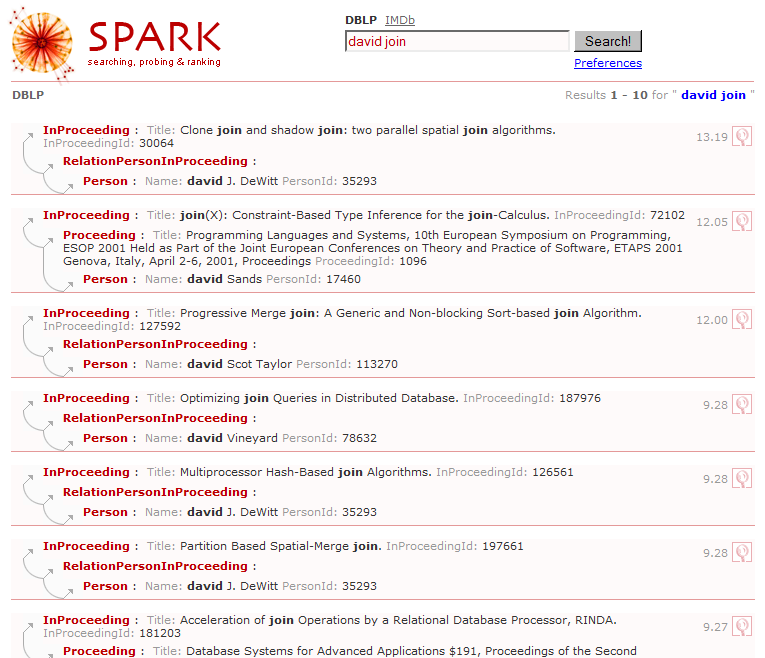 DBLP IMDb
SPARK
searching, probing & ranking
david join
Search!
Preferences
DBLP
Results 1 - 10 for " david join "
InProceeding : Title: Clone join and shadow join: two parallel spatial join algorithms.
InProceedingId: 30064
13.19
RelationPersonInProceeding :
Person : Name: david J. DeWitt PersonId: 35293
InProceeding : Title: join(X): Constraint-Based Type Inference for the join-Calculus. InProceedingId: 72102
12.05
Proceeding : Title: Programming Languages and Systems, 10th European Symposium on Programming,
ESOP 2001 Held as Part of the Joint European Conferences on Theory and Practice of Software, ETAPS 2001
Genova, Italy, April 2-6, 2001, Proceedings ProceedingId: 1096
Person : Name: david Sands PersonId: 17460
InProceeding : Title: Progressive Merge join: A Generic and Non-blocking Sort-based join Algorithm.
InProceedingId: 127592
12.00
RelationPersonInProceeding :
Person : Name: david Scot Taylor PersonId: 113270
InProceeding : Title: Optimizing join Queries in Distributed Database. InProceedingId: 187976
9.28
RelationPersonInProceeding :
Person : Name: david Vineyard PersonId: 78632
InProceeding : Title: Multiprocessor Hash-Based join Algorithms. InProceedingId: 126561
9.28
RelationPersonInProceeding :
Person : Name: david J. DeWitt PersonId: 35293
InProceeding : Title: Partition Based Spatial-Merge join. InProceedingId: 197661
9.28
RelationPersonInProceeding :
Person : Name: david J. DeWitt PersonId: 35293
InProceeding : Title: Acceleration of join Operations by a Relational Database Processor, RINDA.
InProceedingId: 181203
9.27
Proceeding : Title: Database Systems for Advanced Applications $191, Proceedings of the Second